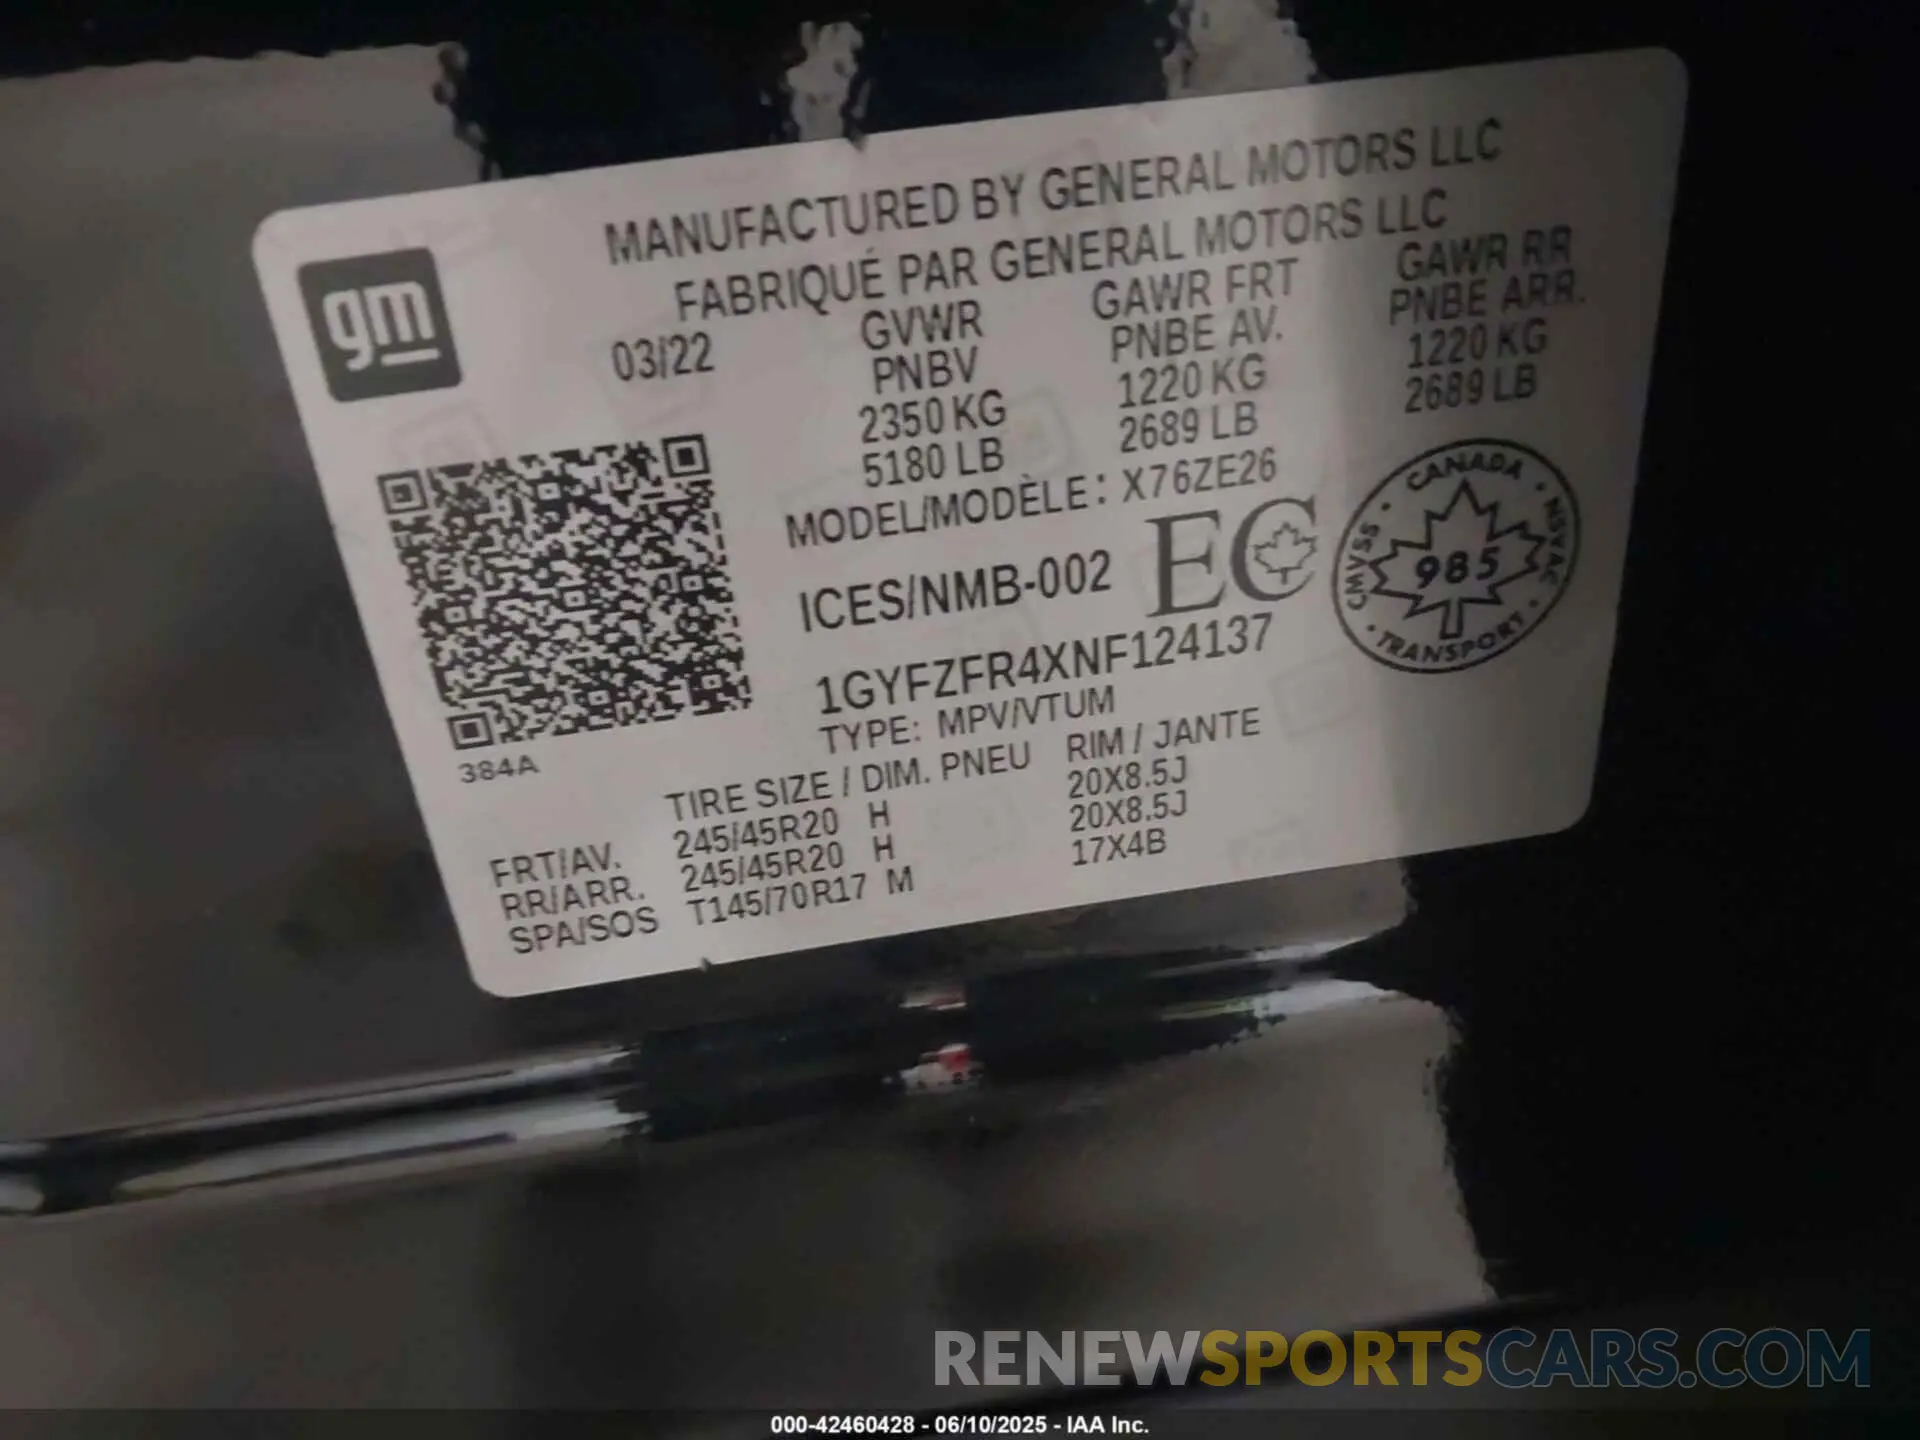 MANUFACTURED BY GENERAL MOTORS LLC
FABRIQUÉ PAR GENERAL MOTORS LLC
gm
03/22
GVWR
PNBV
2350 KG
5180 LB
GAWR FRT
PNBE AV.
1220 KG
2689 LB
GAWR RR
PNBE ARR.
1220 KG
2689 LB
MODEL/MODÈLE: X76ZE26
ICES/NMB-002
EC
CANADA
CMVSS
985
NSVAC
TRANSPORT
1GYFZFR4XNF124137
TYPE: MPV/VTUM
384A
TIRE SIZE / DIM. PNEU RIM / JANTE
FRT/AV. 245/45R20 H 20X8.5J
RR/ARR. 245/45R20 H 20X8.5J
SPA/SOS T145/70R17 M 17X4B
RENEWSPORTSCARS.COM
000-42460428 - 06/10/2025 - IAA Inc.